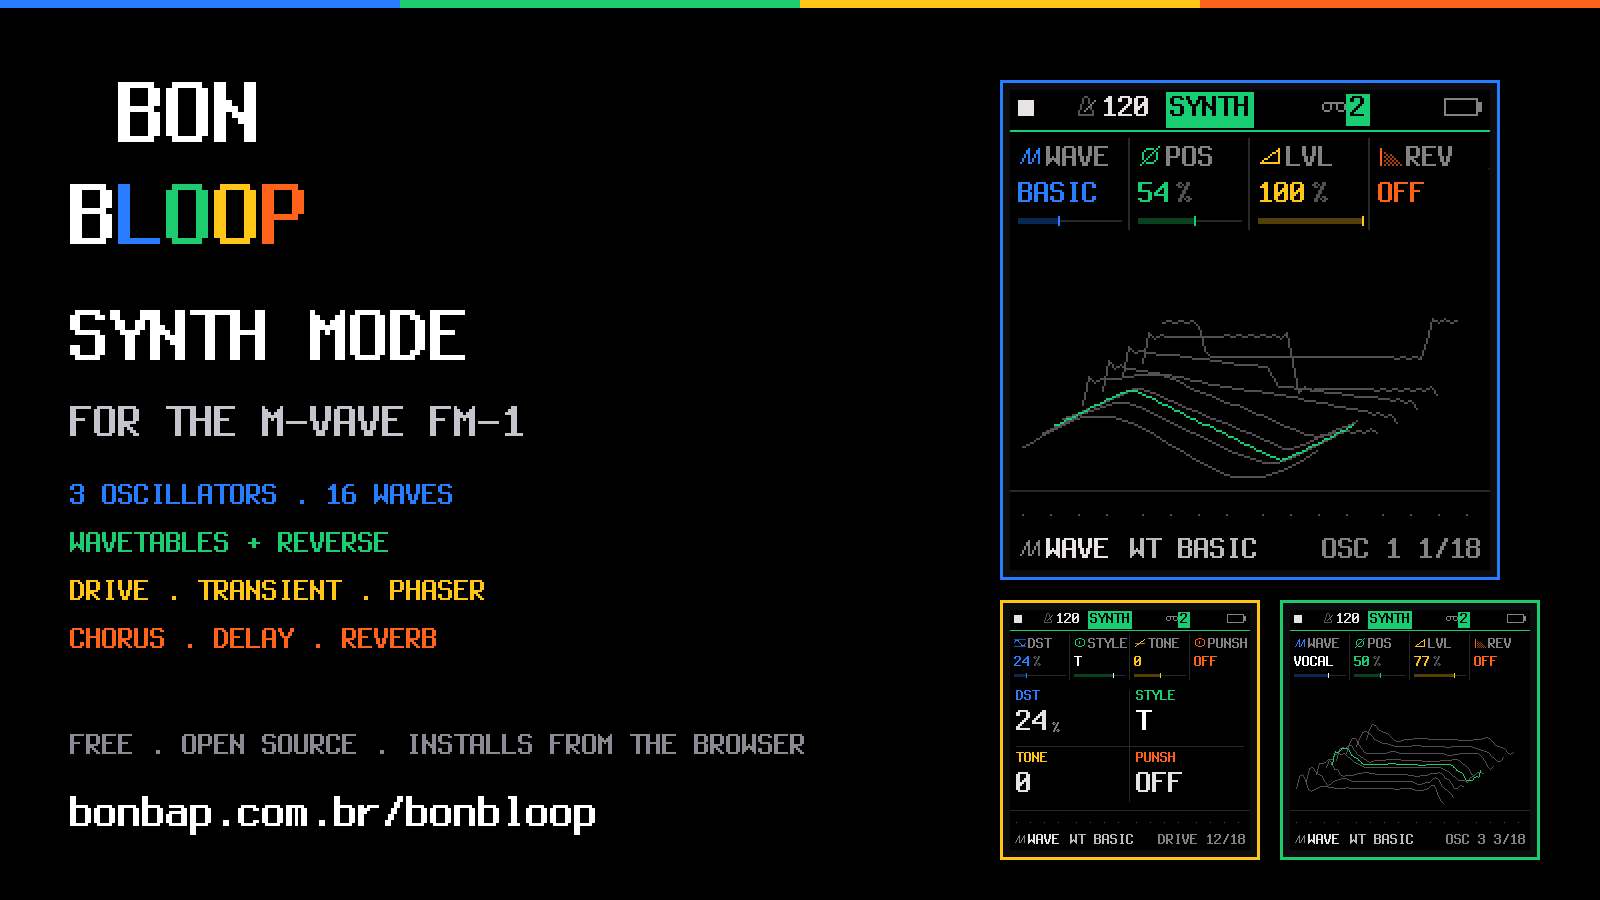 BON
BLOOP
SYNTH MODE
FOR THE M-VAVE FM-1
3 OSCILLATORS . 16 WAVES
WAVETABLES + REVERSE
DRIVE . TRANSIENT . PHASER
CHORUS . DELAY . REVERB
FREE . OPEN SOURCE . INSTALLS FROM THE BROWSER
bonbap.com.br/bonbloop
120 SYNTH 2
WAVE POS LVL REV
BASIC 54 % 100 % OFF
WAVE WT BASIC OSC 1 1/18
120 SYNTH 2
DST STYLE TONE PUNSH
24 % T 0 OFF
DST STYLE
24 % T
TONE PUNSH
0 OFF
WAVE WT BASIC DRIVE 12/18
120 SYNTH 2
WAVE POS LVL REV
VOCAL 50 % 77 % OFF
WAVE WT BASIC OSC 3 3/18